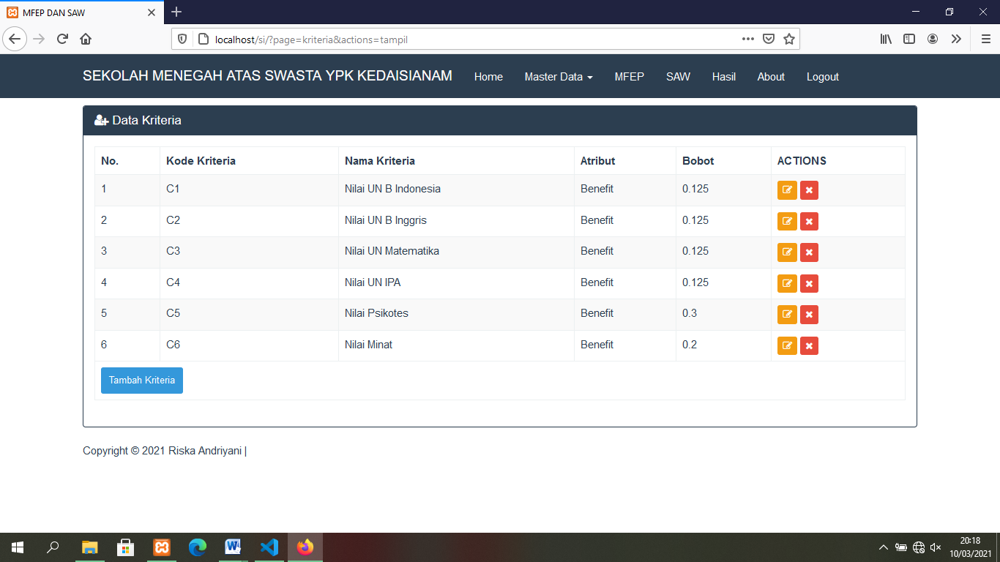 MFEP DAN SAW
localhost/si/?page=kriteria&actions=tampil
SEKOLAH MENEGAH ATAS SWASTA YPK KEDAISIANAM Home Master Data MFEP SAW Hasil About Logout
Data Kriteria
No. Kode Kriteria Nama Kriteria Atribut Bobot ACTIONS
1 C1 Nilai UN B Indonesia Benefit 0.125
2 C2 Nilai UN B Inggris Benefit 0.125
3 C3 Nilai UN Matematika Benefit 0.125
4 C4 Nilai UN IPA Benefit 0.125
5 C5 Nilai Psikotes Benefit 0.3
6 C6 Nilai Minat Benefit 0.2
Tambah Kriteria
Copyright © 2021 Riska Andriyani |
20:18
10/03/2021